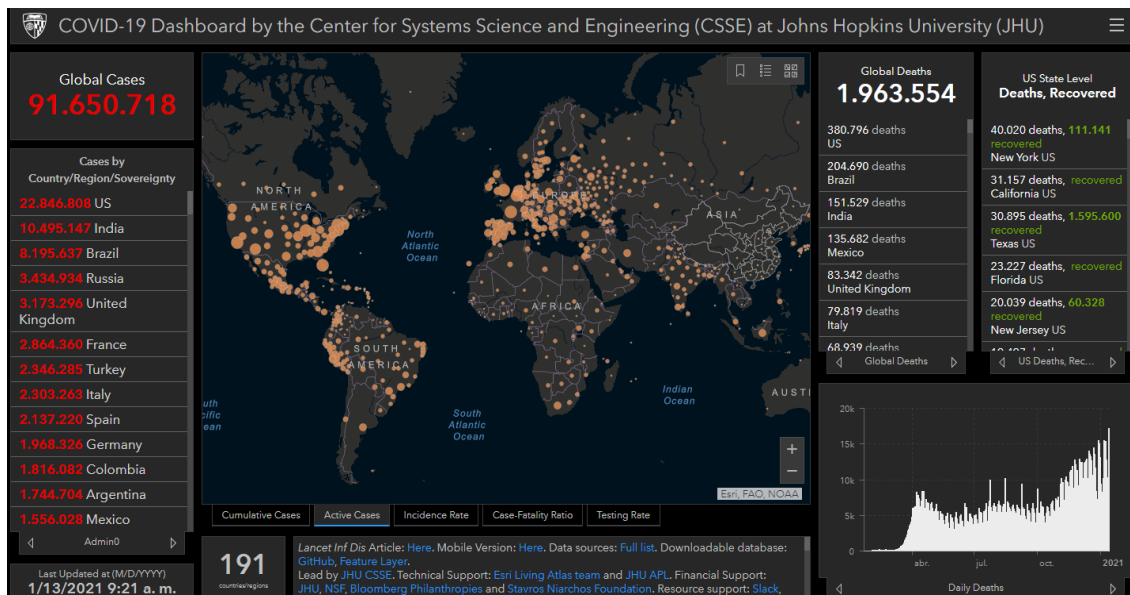 COVID-19 Dashboard by the Center for Systems Science and Engineering (CSSE) at Johns Hopkins University (JHU)
Global Cases
91.650.718
Cases by
Country/Region/Sovereignty
22.846.808 US
10.495.147 India
8.195.637 Brazil
3.434.934 Russia
3.173.296 United
Kingdom
2.864.360 France
2.346.285 Turkey
2.303.263 Italy
2.137.220 Spain
1.968.326 Germany
1.816.082 Colombia
1.744.704 Argentina
1.556.028 Mexico
Admin0
Last Updated at (M/D/YYYY)
1/13/2021 9:21 a. m.
NORTH
AMERICA
EUROPE
ASIA
North
Atlantic
Ocean
AFRICA
SOUTH
AMERICA
Indian
Ocean
AUST
uth
cific
ean
South
Atlantic
Ocean
+
−
Esri, FAO, NOAA
Cumulative Cases
Active Cases
Incidence Rate
Case-Fatality Ratio
Testing Rate
191
countries/regions
Lancet Inf Dis Article: Here. Mobile Version: Here. Data sources: Full list. Downloadable database:
GitHub, Feature Layer.
Lead by JHU CSSE. Technical Support: Esri Living Atlas team and JHU APL. Financial Support:
JHU, NSF, Bloomberg Philanthropies and Stavros Niarchos Foundation. Resource support: Slack,
Global Deaths
1.963.554
380.796 deaths
US
204.690 deaths
Brazil
151.529 deaths
India
135.682 deaths
Mexico
83.342 deaths
United Kingdom
79.819 deaths
Italy
68.939 deaths
Global Deaths
US State Level
Deaths, Recovered
40.020 deaths, 111.141
recovered
New York US
31.157 deaths, recovered
California US
30.895 deaths, 1.595.600
recovered
Texas US
23.227 deaths, recovered
Florida US
20.039 deaths, 60.328
recovered
New Jersey US
US Deaths, Rec...
20k
15k
10k
5k
0
abr.
jul.
oct.
2021
Daily Deaths